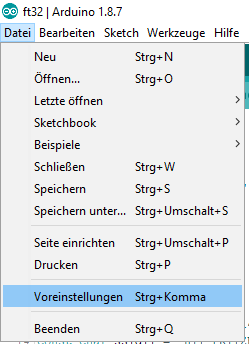 ft32 | Arduino 1.8.7
Datei Bearbeiten Sketch Werkzeuge Hilfe
Neu Strg+N
Öffnen... Strg+O
Letzte öffnen
Sketchbook
Beispiele
Schließen Strg+W
Speichern Strg+S
Speichern unter... Strg+Umschalt+S
Seite einrichten Strg+Umschalt+P
Drucken Strg+P
Voreinstellungen Strg+Komma
Beenden Strg+Q